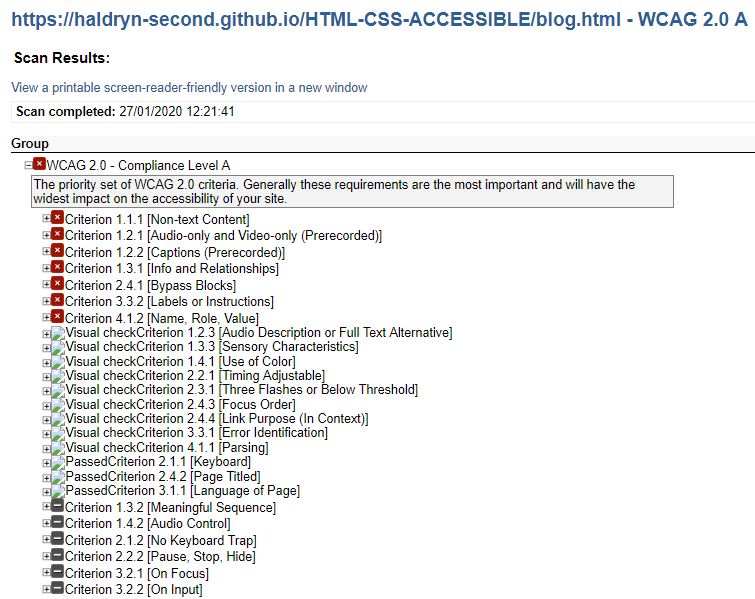 https://haldryn-second.github.io/HTML-CSS-ACCESSIBLE/blog.html - WCAG 2.0 A
Scan Results:
View a printable screen-reader-friendly version in a new window
Scan completed: 27/01/2020 12:21:41
Group
WCAG 2.0 - Compliance Level A
The priority set of WCAG 2.0 criteria. Generally these requirements are the most important and will have the
widest impact on the accessibility of your site.
Criterion 1.1.1 [Non-text Content]
Criterion 1.2.1 [Audio-only and Video-only (Prerecorded)]
Criterion 1.2.2 [Captions (Prerecorded)]
Criterion 1.3.1 [Info and Relationships]
Criterion 2.4.1 [Bypass Blocks]
Criterion 3.3.2 [Labels or Instructions]
Criterion 4.1.2 [Name, Role, Value]
Visual checkCriterion 1.2.3 [Audio Description or Full Text Alternative]
Visual checkCriterion 1.3.3 [Sensory Characteristics]
Visual checkCriterion 1.4.1 [Use of Color]
Visual checkCriterion 2.2.1 [Timing Adjustable]
Visual checkCriterion 2.3.1 [Three Flashes or Below Threshold]
Visual checkCriterion 2.4.3 [Focus Order]
Visual checkCriterion 2.4.4 [Link Purpose (In Context)]
Visual checkCriterion 3.3.1 [Error Identification]
Visual checkCriterion 4.1.1 [Parsing]
PassedCriterion 2.1.1 [Keyboard]
PassedCriterion 2.4.2 [Page Titled]
PassedCriterion 3.1.1 [Language of Page]
Criterion 1.3.2 [Meaningful Sequence]
Criterion 1.4.2 [Audio Control]
Criterion 2.1.2 [No Keyboard Trap]
Criterion 2.2.2 [Pause, Stop, Hide]
Criterion 3.2.1 [On Focus]
Criterion 3.2.2 [On Input]